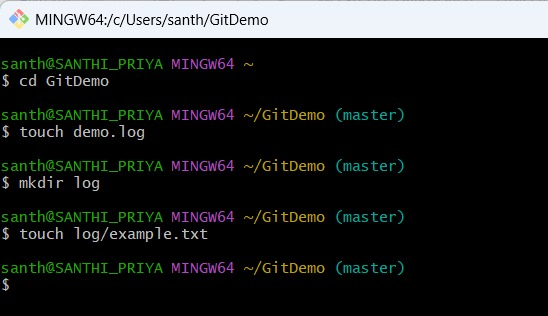 MINGW64:/c/Users/santh/GitDemo
santh@SANTHI_PRIYA MINGW64 ~
$ cd GitDemo
santh@SANTHI_PRIYA MINGW64 ~/GitDemo (master)
$ touch demo.log
santh@SANTHI_PRIYA MINGW64 ~/GitDemo (master)
$ mkdir log
santh@SANTHI_PRIYA MINGW64 ~/GitDemo (master)
$ touch log/example.txt
santh@SANTHI_PRIYA MINGW64 ~/GitDemo (master)
$